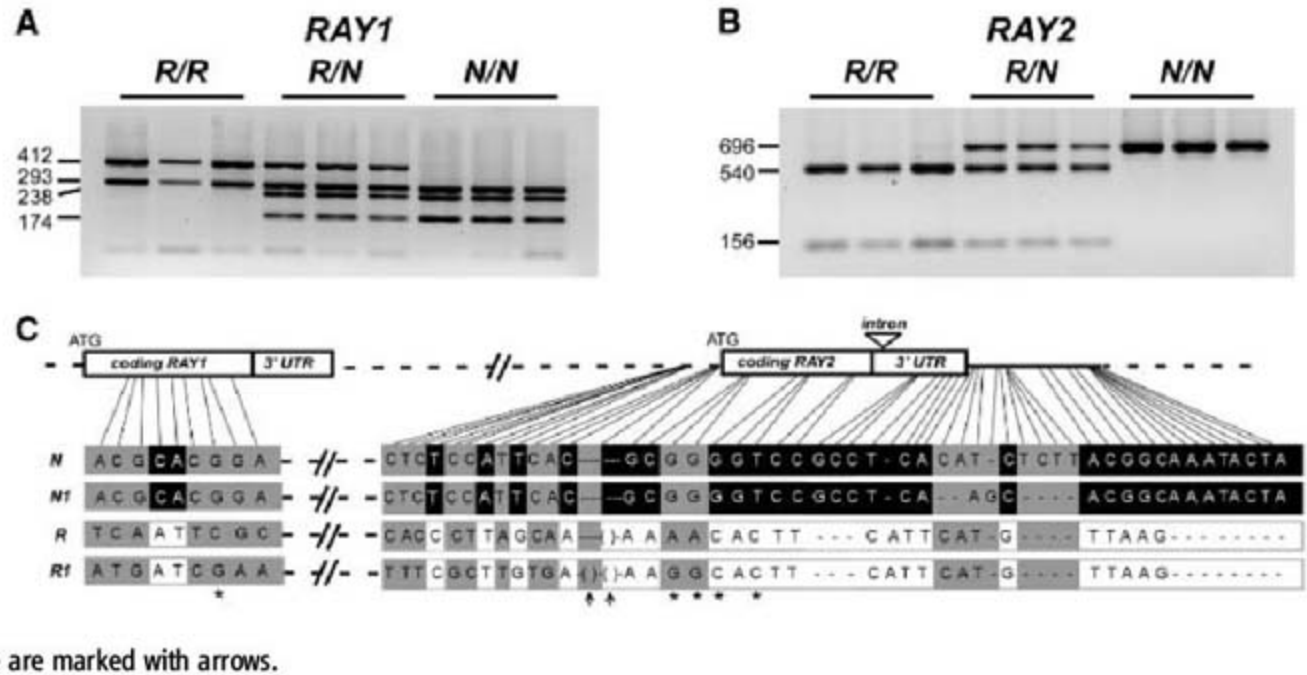 A
RAY1
R/R R/N N/N
412
293
238
174
B
RAY2
R/R R/N N/N
696
540
156
C
ATG
coding RAY1 3' UTR
ATG
coding RAY2 3' UTR
intron
N A C G C A C G G A - -//- - C T C T C C A T T C A C — - G C G G G G G T C C G C C T - C A C A T - C T C T T A C G G C A A A T A C T A
N1 A C G C A C G G A - -//- - C T C T C C A T T C A C — - G C G G G G G T C C G C C T - C A - - A G C - - - - A C G G C A A A T A C T A
R T C A A T T C G C - -//- - C A C C G T T A G C A A — ( ) - A A A A C A C T T - - - C A T T C A T - G - - - - T T A A G - - - - - - - -
R1 A T G A T C G A A - -//- - T T T C G C T T G T G A - ( ) ( ) - A A G G C A C T T - - - C A T T C A T - G - - - - T T A A G - - - - - - - -
* * * * *
are marked with arrows.